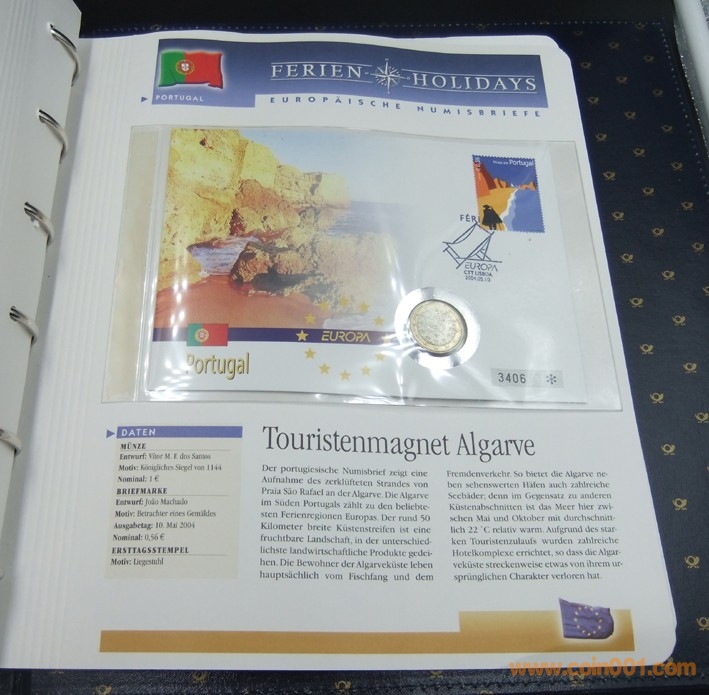 FERIEN HOLIDAYS
EUROPÄISCHE NUMISBRIEFE
PORTUGAL
Portugal
FÉRI
EUROPA
CTT LISBOA
EUROPA
Portugal
3406
DATEN
MÜNZE
Entwurf: Vítor M. F. dos Santos
Motiv: Königliches Siegel von 1144
Nominal: 1 €
BRIEFMARKE
Entwurf: João Machado
Motiv: Betrachter eines Gemäldes
Ausgabetag: 10. Mai 2004
Nominal: 0,56 €
ERSTTAGSSTEMPEL
Motiv: Liegestuhl
Touristenmagnet Algarve
Der portugiesische Numisbrief zeigt eine
Aufnahme des zerklüfteten Strandes von
Praia São Rafael an der Algarve. Die Algarve
im Süden Portugals zählt zu den beliebte-
sten Ferienregionen Europas. Der rund 50
Kilometer breite Küstenstreifen ist eine
fruchtbare Landschaft, in der unterschied-
lichste landwirtschaftliche Produkte gedei-
hen. Die Bewohner der Algarveküste leben
hauptsächlich vom Fischfang und dem
Fremdenverkehr. So bietet die Algarve ne-
ben sehenswerten Häfen auch zahlreiche
Seebäder; denn im Gegensatz zu anderen
Küstenabschnitten ist das Meer hier zwi-
schen Mai und Oktober mit durchschnitt-
lich 22 °C relativ warm. Aufgrund des star-
ken Touristenzulaufs wurden zahlreiche
Hotelkomplexe errichtet, so dass die Algar-
veküste streckenweise etwas von ihrem ur-
sprünglichen Charakter verloren hat.
www.coin001.com